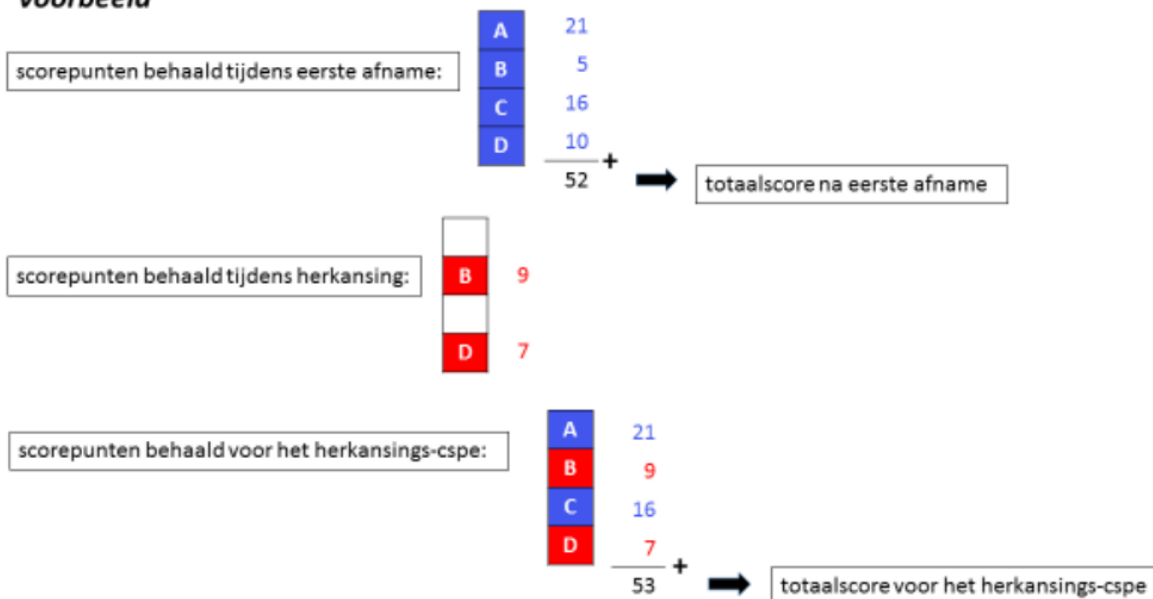 voorbeeld
A 21
scorepunten behaald tijdens eerste afname: B 5
C 16
D 10
+
52 totaalscore na eerste afname
scorepunten behaald tijdens herkansing: B 9
D 7
A 21
scorepunten behaald voor het herkansings-cspe:
B 9
C 16
D 7
+
53 totaalscore voor het herkansings-cspe